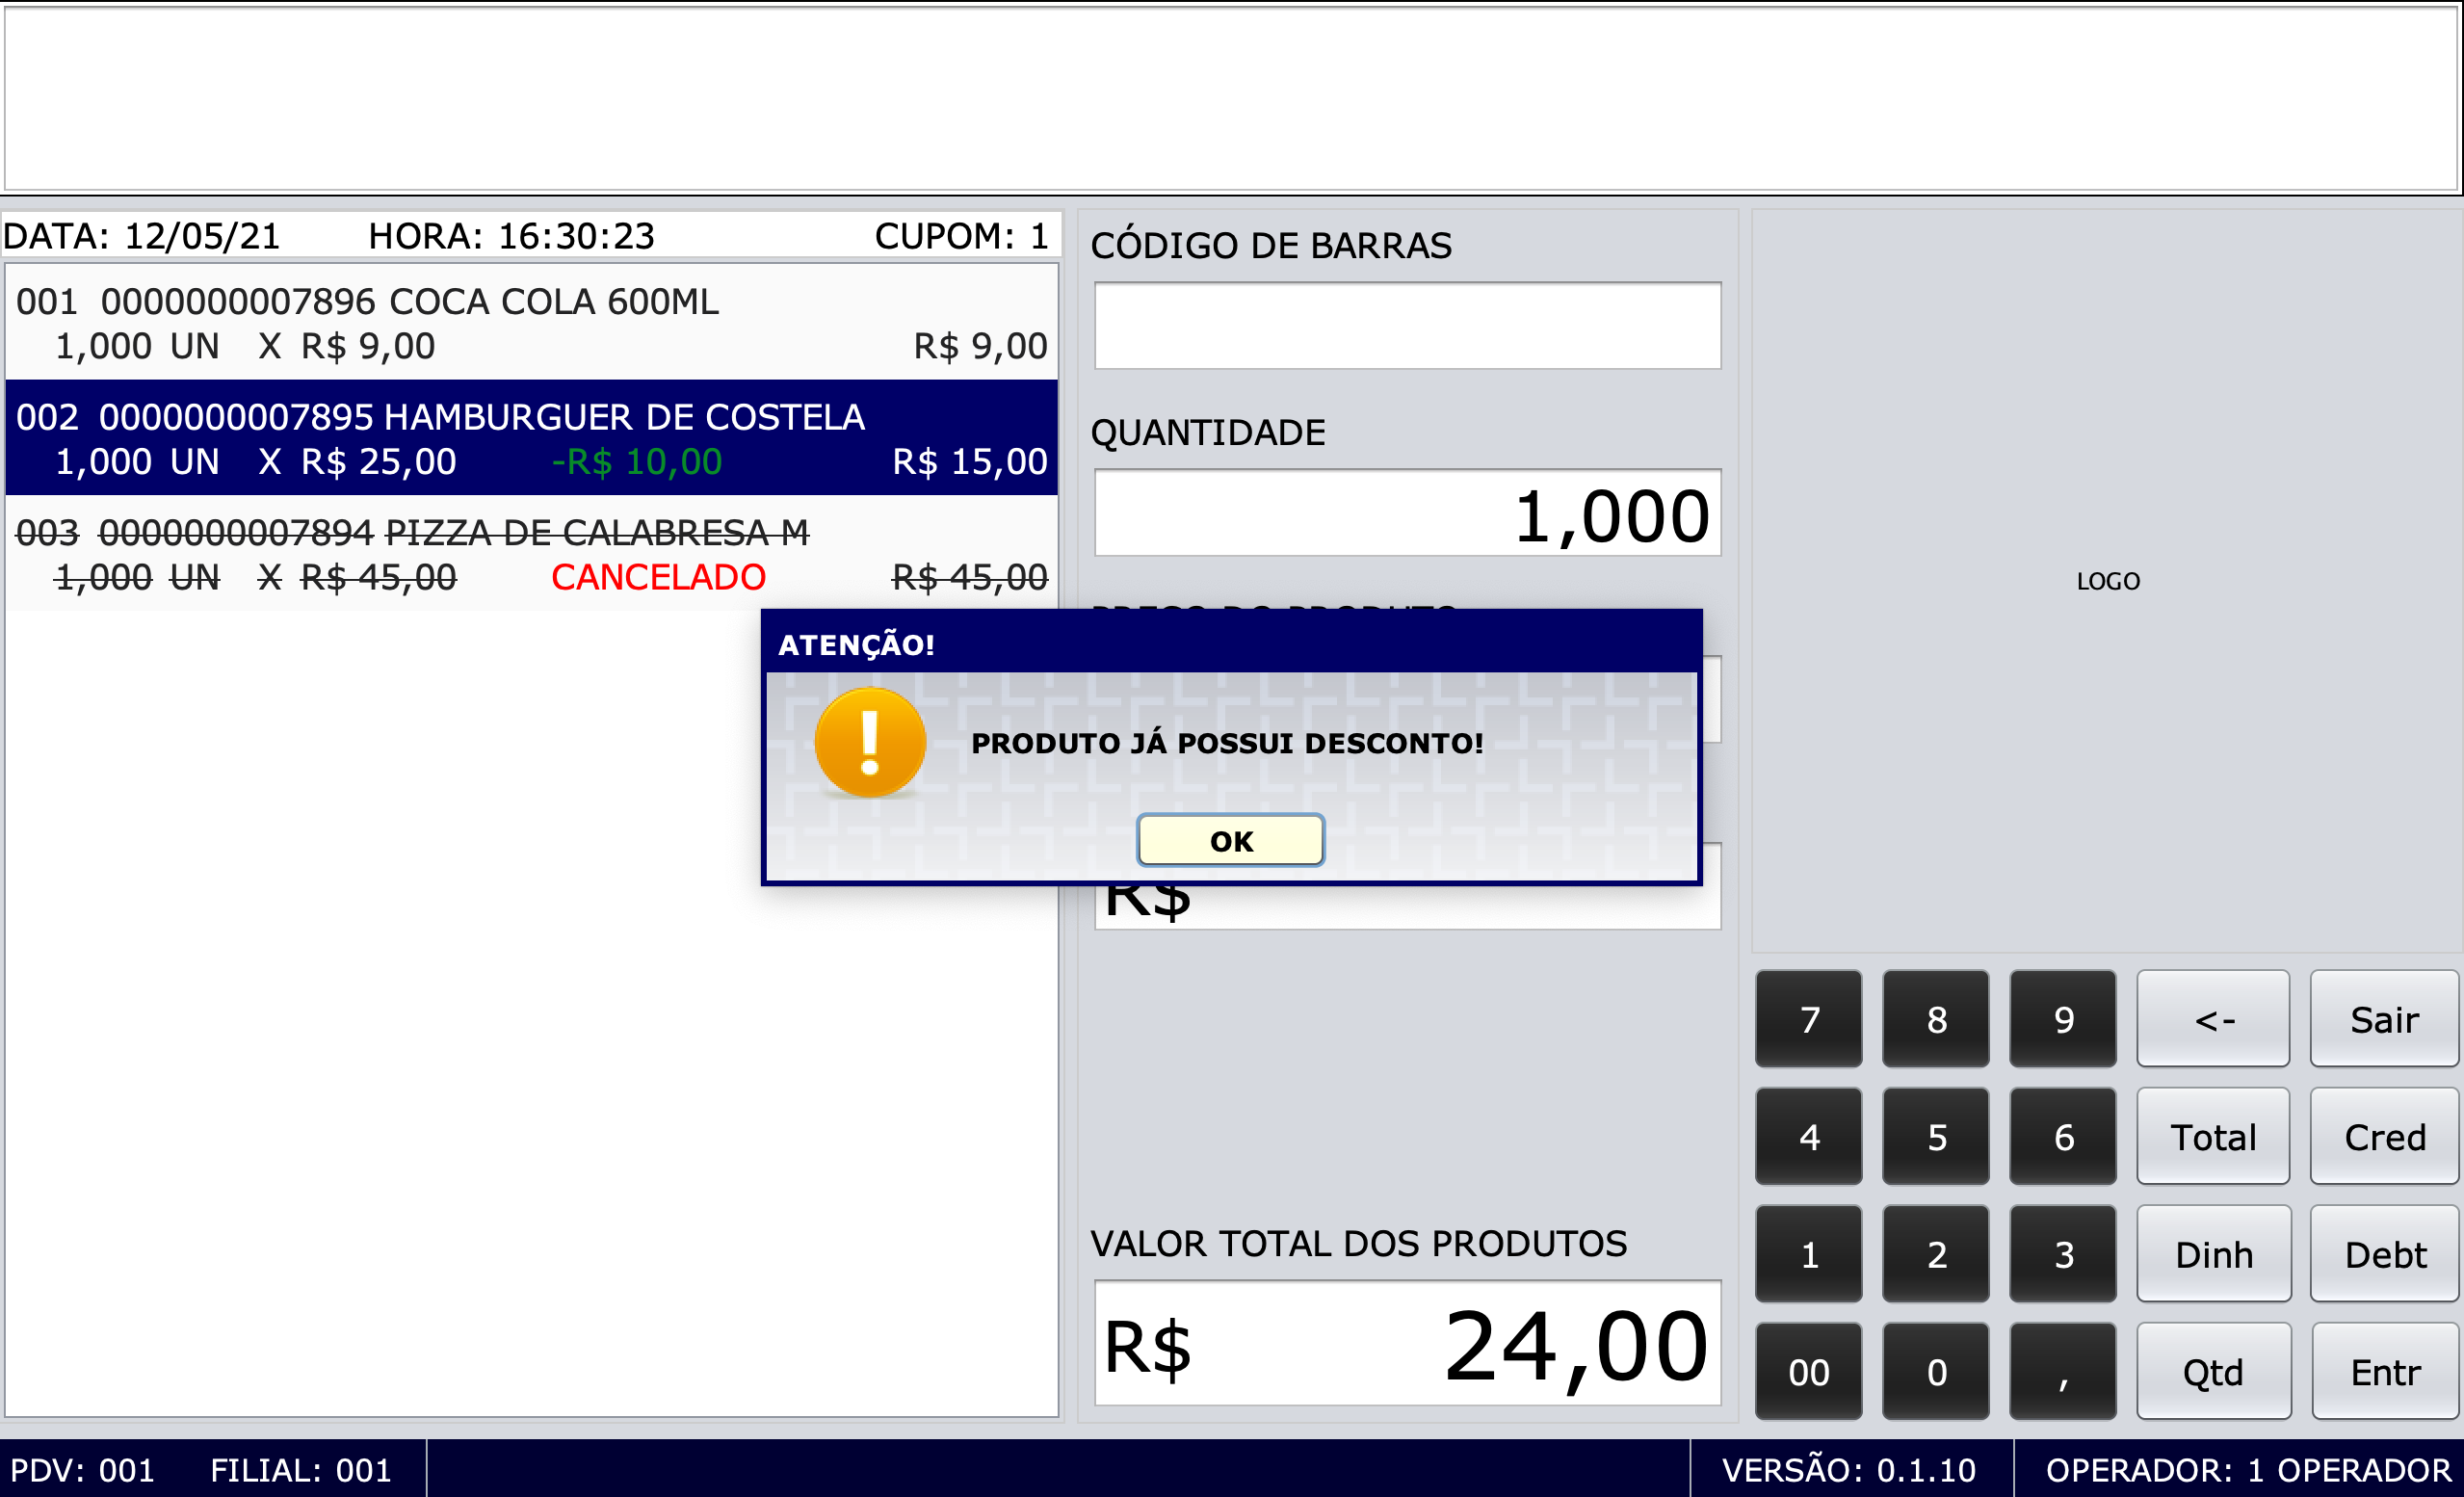 DATA: 12/05/21 HORA: 16:30:23 CUPOM: 1
001 0000000007896 COCA COLA 600ML
1,000 UN X R$ 9,00 R$ 9,00
002 0000000007895 HAMBURGUER DE COSTELA
1,000 UN X R$ 25,00 -R$ 10,00 R$ 15,00
003 0000000007894 PIZZA DE CALABRESA M
1,000 UN X R$ 45,00 CANCELADO R$ 45,00
CÓDIGO DE BARRAS
QUANTIDADE
1,000
PREÇO DO PRODUTO
ATENÇÃO!
PRODUTO JÁ POSSUI DESCONTO!
OK
R$
VALOR TOTAL DOS PRODUTOS
R$ 24,00
LOGO
7 8 9 <- Sair
4 5 6 Total Cred
1 2 3 Dinh Debt
00 0 , Qtd Entr
PDV: 001 FILIAL: 001 VERSÃO: 0.1.10 OPERADOR: 1 OPERADOR